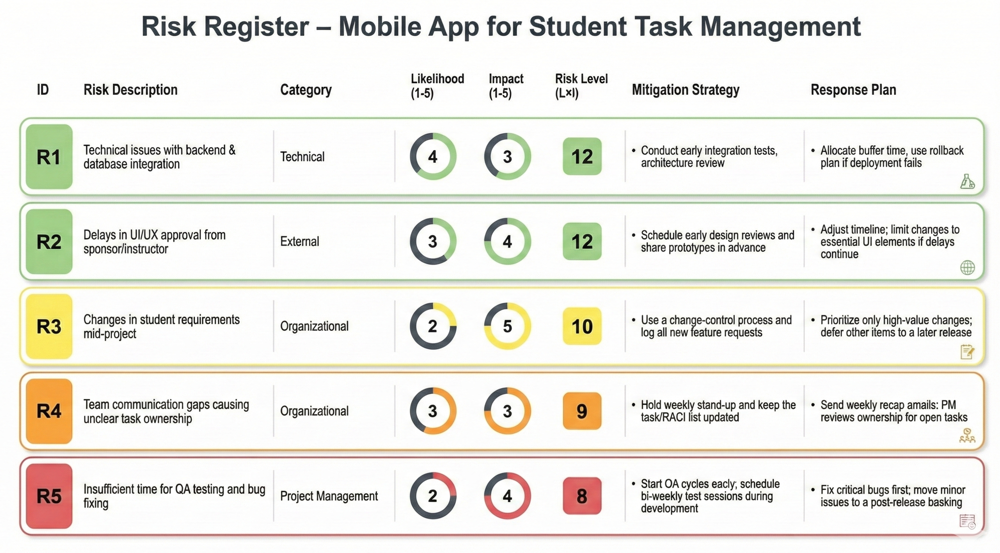 Risk Register – Mobile App for Student Task Management
ID
Risk Description
Category
Likelihood
(1-5)
Impact
(1-5)
Risk Level
(L×I)
Mitigation Strategy
Response Plan
R1
Technical issues with backend &
database integration
Technical
4
3
12
• Conduct early integration tests,
architecture review
• Allocate buffer time, use rollback
plan if deployment fails
R2
Delays in UI/UX approval from
sponsor/instructor
External
3
4
12
• Schedule early design reviews and
share prototypes in advance
• Adjust timeline; limit changes to
essential UI elements if delays
continue
R3
Changes in student requirements
mid-project
Organizational
2
5
10
• Use a change-control process and
log all new feature requests
• Prioritize only high-value changes;
defer other items to a later release
R4
Team communication gaps causing
unclear task ownership
Organizational
3
3
9
• Hold weekly stand-up and keep the
task/RACI list updated
• Send weekly recap amails: PM
reviews ownership for open tasks
R5
Insufficient time for QA testing and bug
fixing
Project Management
2
4
8
• Start OA cycles eacly; schedule
bi-weekly test sessions during
development
• Fix critical bugs first; move minor
issues to a post-release basking